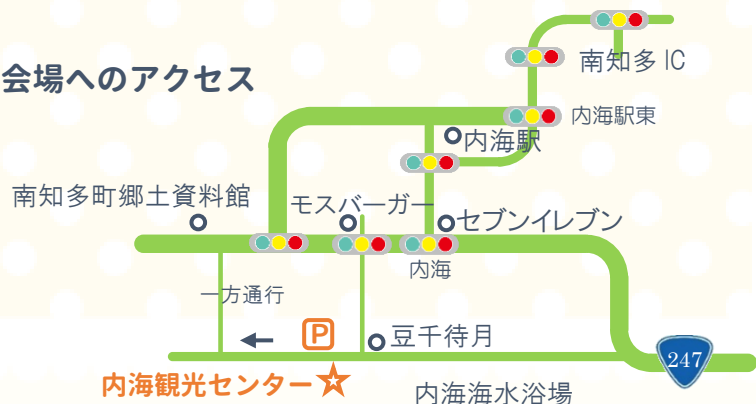 会場へのアクセス
南知多 IC
内海駅東
内海駅
南知多町郷土資料館
モスバーガー
セブンイレブン
内海
一方通行
P
豆千待月
247
内海観光センター
内海海水浴場